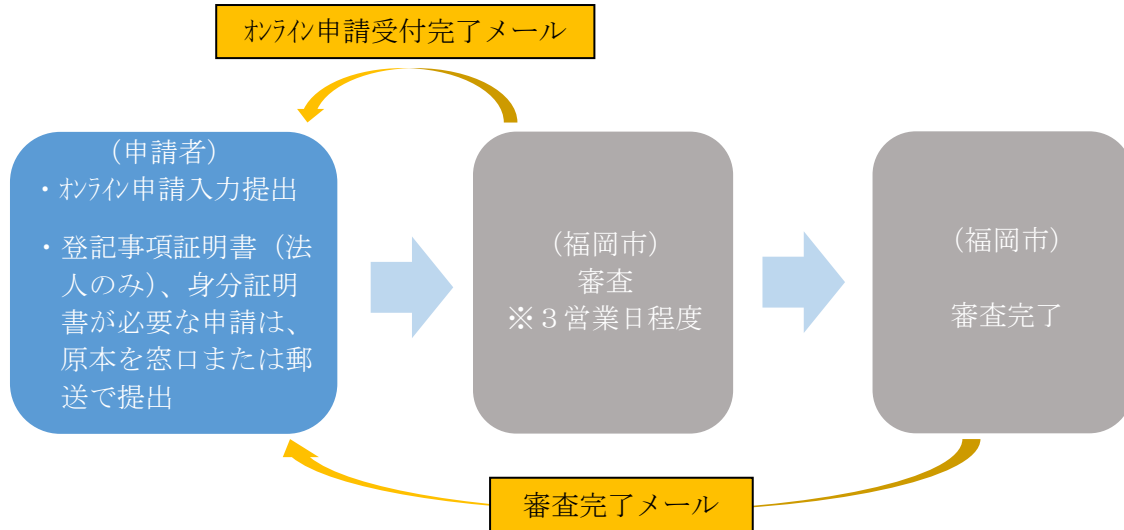 オンライン申請受付完了メール
（申請者）
・オンライン申請入力提出
・登記事項証明書（法
人のみ）、身分証明
書が必要な申請は、
原本を窓口または郵
送で提出
（福岡市）
審査
※３営業日程度
（福岡市）
審査完了
審査完了メール